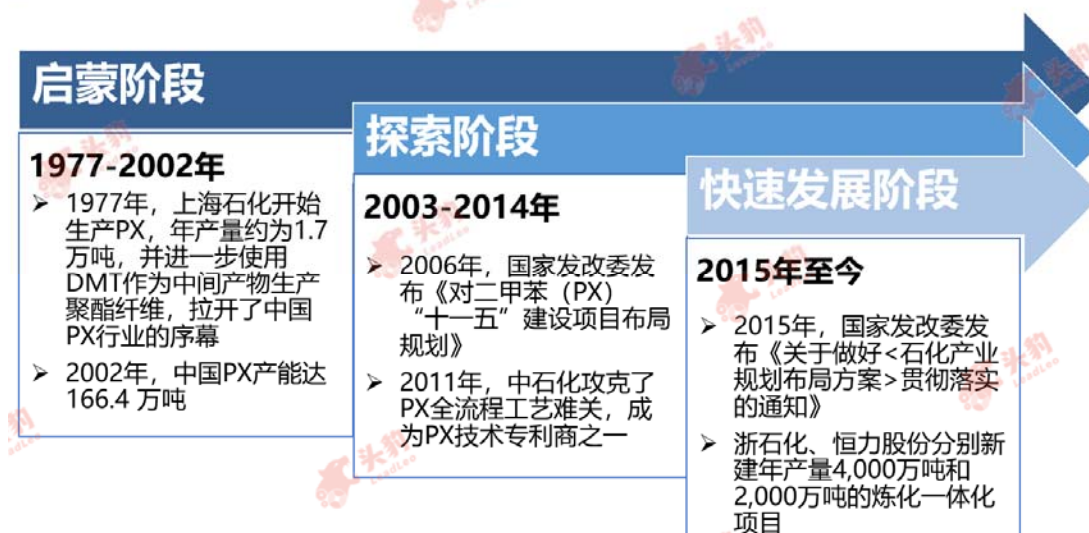 启蒙阶段
1977-2002年
➢ 1977年，上海石化开始
生产PX，年产量约为1.7
万吨，并进一步使用
DMT作为中间产物生产
聚酯纤维，拉开了中国
PX行业的序幕
➢ 2002年，中国PX产能达
166.4 万吨
探索阶段
2003-2014年
➢ 2006年，国家发改委发
布《对二甲苯（PX）
“十一五”建设项目布局
规划》
➢ 2011年，中石化攻克了
PX全流程工艺难关，成
为PX技术专利商之一
快速发展阶段
2015年至今
➢ 2015年，国家发改委发
布《关于做好<石化产业
规划布局方案>贯彻落实
的通知》
➢ 浙石化、恒力股份分别新
建年产量4,000万吨和
2,000万吨的炼化一体化
项目
头豹
LeadLeo